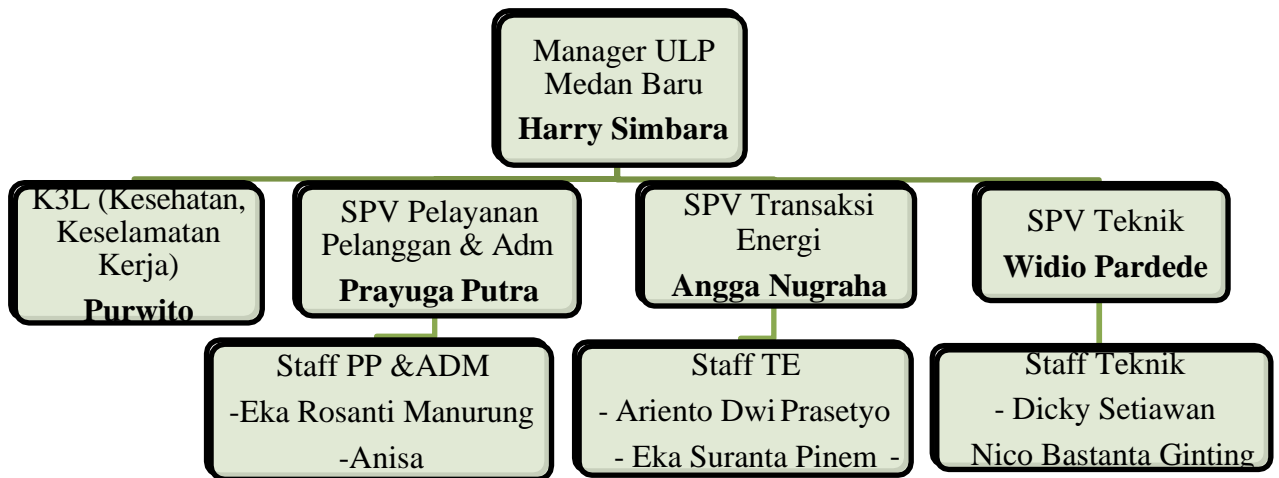 Manager ULP
Medan Baru
Harry Simbara
K3L (Kesehatan,
Keselamatan
Kerja)
Purwito
SPV Pelayanan
Pelanggan & Adm
Prayuga Putra
SPV Transaksi
Energi
Angga Nugraha
SPV Teknik
Widio Pardede
Staff PP &ADM
-Eka Rosanti Manurung
-Anisa
Staff TE
- Ariento Dwi Prasetyo
- Eka Suranta Pinem -
Staff Teknik
- Dicky Setiawan
Nico Bastanta Ginting